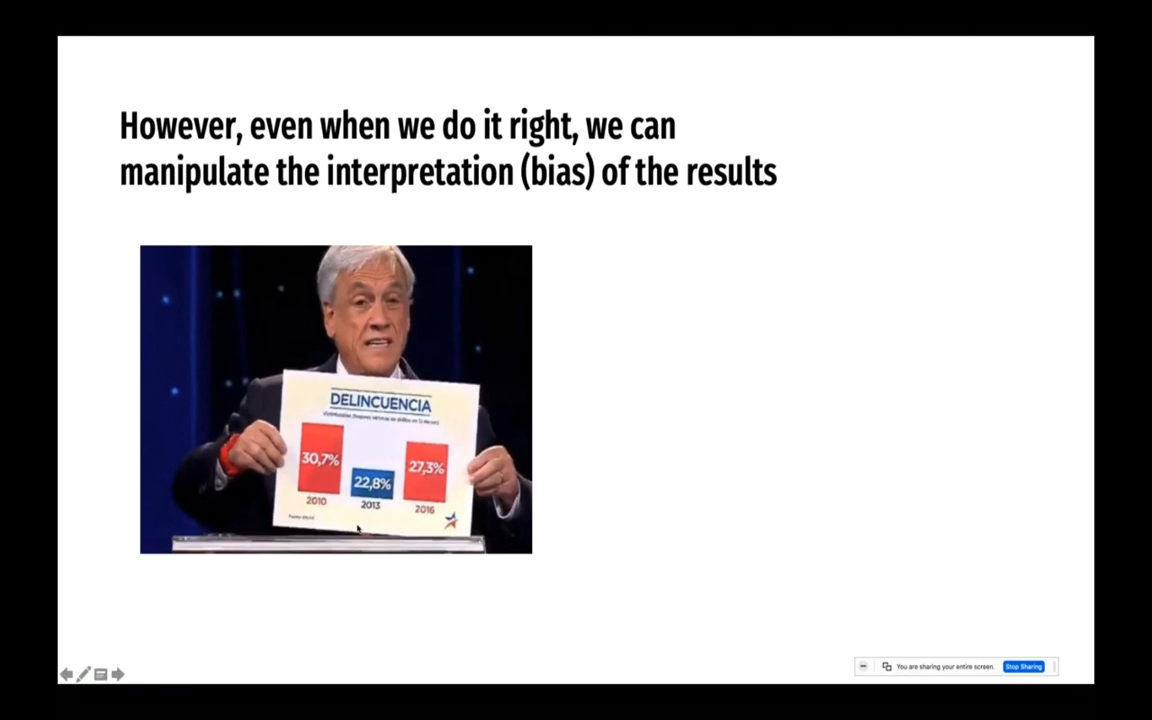 However, even when we do it right, we can
manipulate the interpretation (bias) of the results
DELINCUENCIA
30,7%
22,8%
27,3%
2010
2013
2016
You are sharing your entire screen.
Stop Sharing